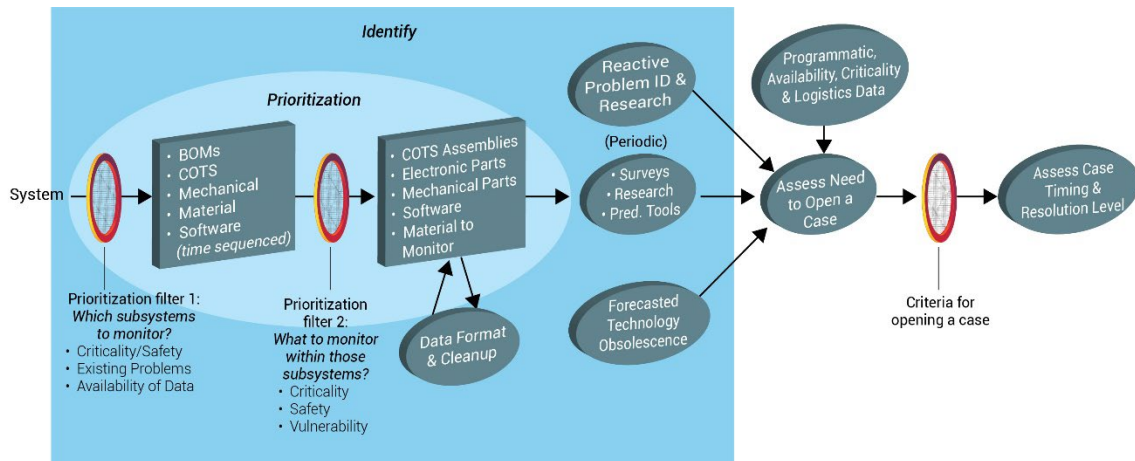 Identify
Prioritization
System
• BOMs
• COTS
• Mechanical
• Material
• Software
(time sequenced)
• COTS Assemblies
• Electronic Parts
• Mechanical Parts
• Software
• Material to
Monitor
Data Format
& Cleanup
Prioritization filter 1:
Which subsystems
to monitor?
• Criticality/Safety
• Existing Problems
• Availability of Data
Prioritization
filter 2:
What to monitor
within those
subsystems?
• Criticality
• Safety
• Vulnerability
Reactive
Problem ID &
Research
(Periodic)
• Surveys
• Research
• Pred. Tools
Forecasted
Technology
Obsolescence
Programmatic,
Availability, Criticality
& Logistics Data
Assess Need
to Open a
Case
Criteria for
opening a case
Assess Case
Timing &
Resolution Level